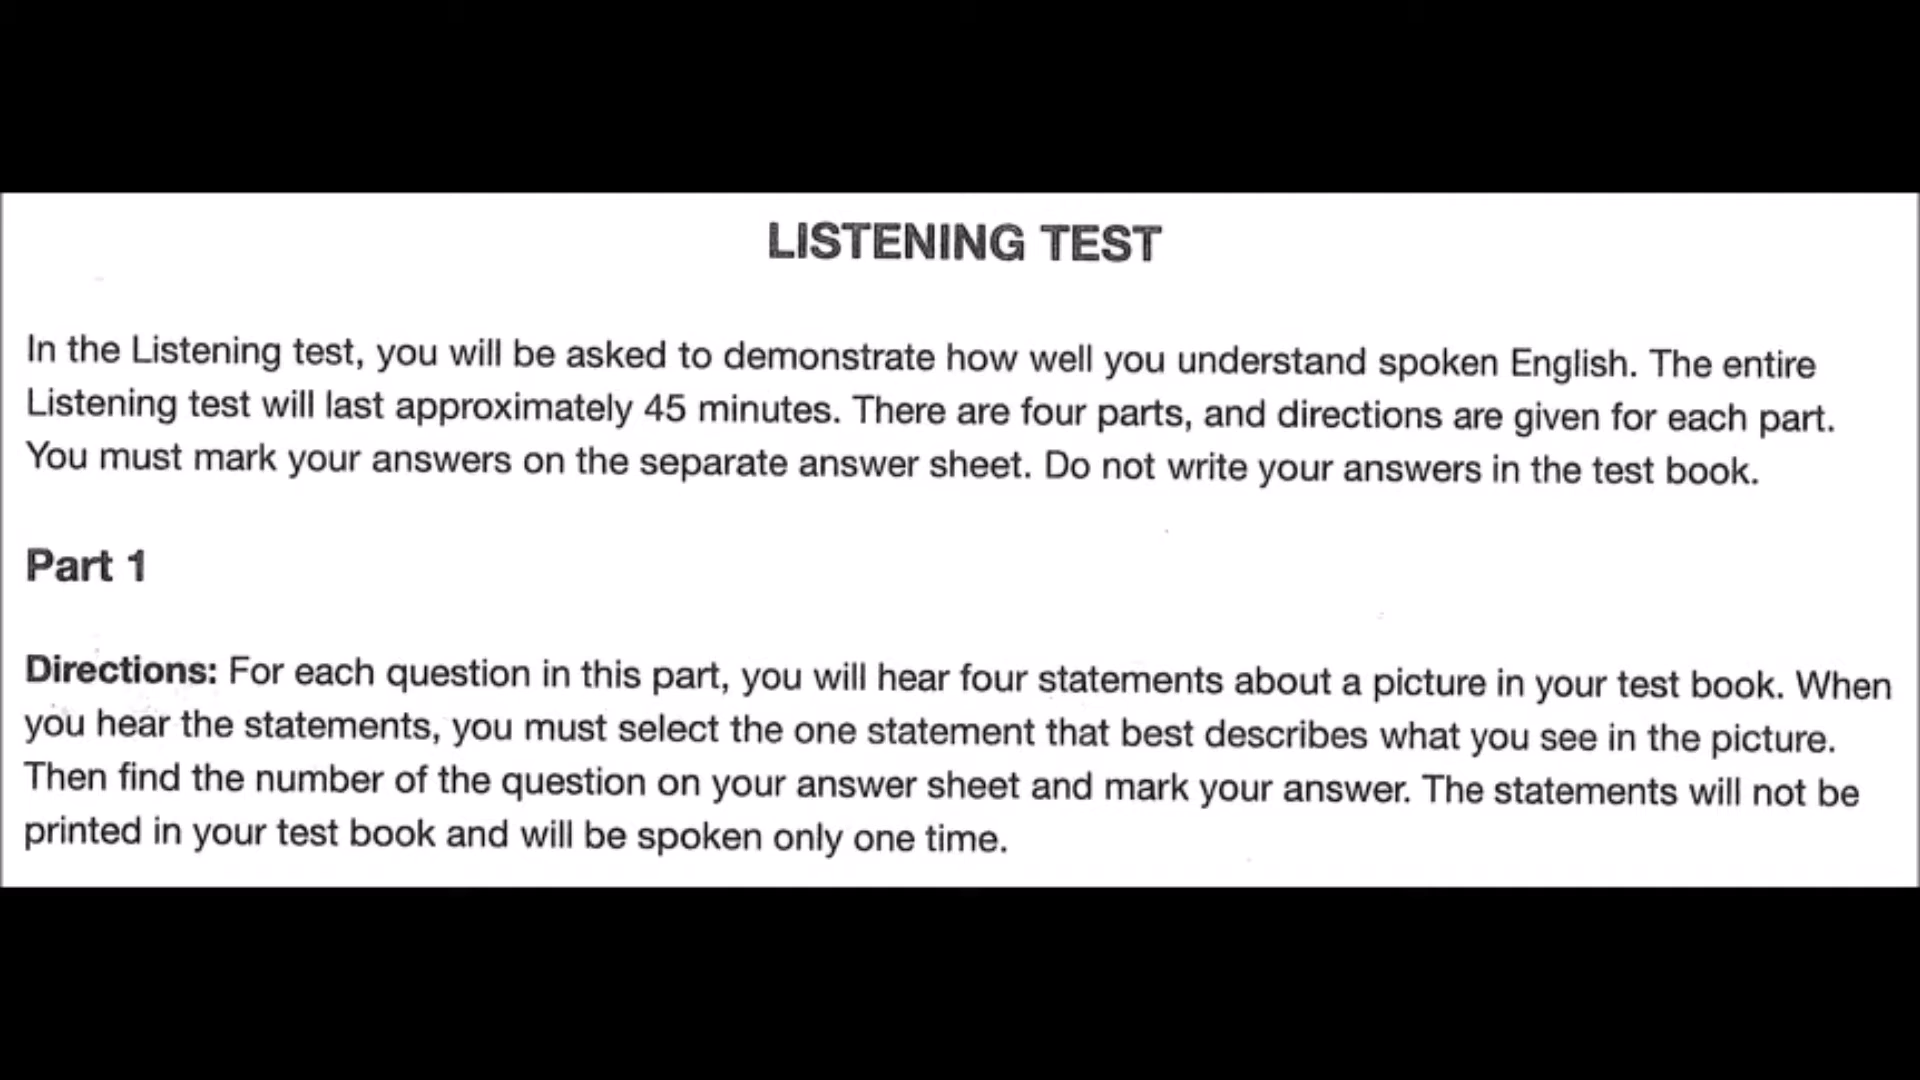 LISTENING TEST
In the Listening test, you will be asked to demonstrate how well you understand spoken English. The entire
Listening test will last approximately 45 minutes. There are four parts, and directions are given for each part.
You must mark your answers on the separate answer sheet. Do not write your answers in the test book.
Part 1
Directions: For each question in this part, you will hear four statements about a picture in your test book. When
you hear the statements, you must select the one statement that best describes what you see in the picture.
Then find the number of the question on your answer sheet and mark your answer. The statements will not be
printed in your test book and will be spoken only one time.